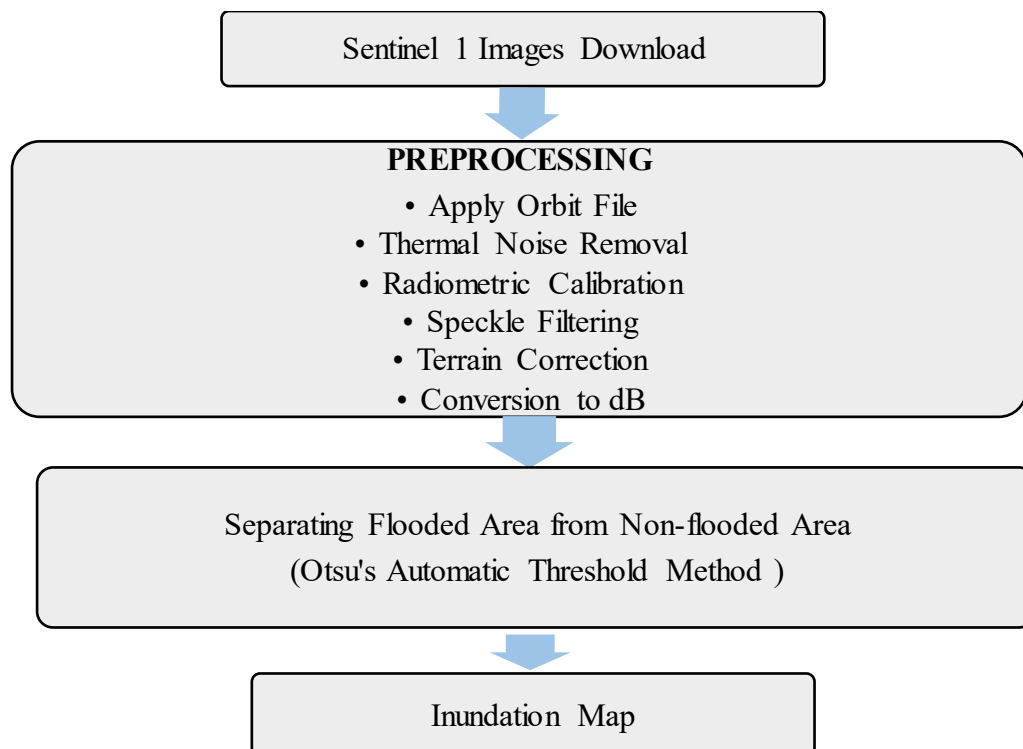 Sentinel 1 Images Download
PREPROCESSING
• Apply Orbit File
• Thermal Noise Removal
• Radiometric Calibration
• Speckle Filtering
• Terrain Correction
• Conversion to dB
Separating Flooded Area from Non-flooded Area
(Otsu's Automatic Threshold Method )
Inundation Map